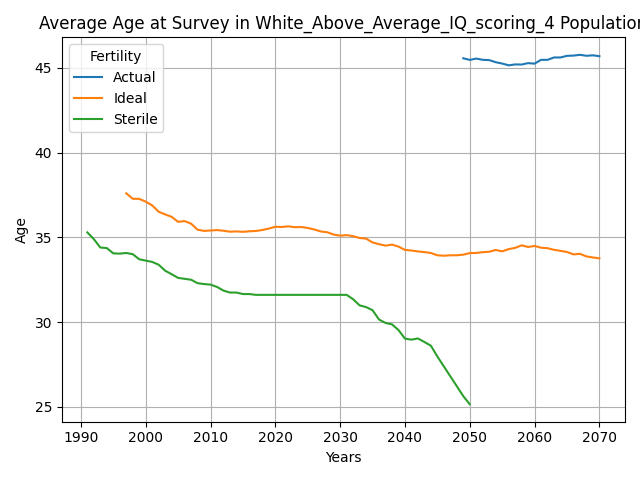 Average Age at Survey in White_Above_Average_IQ_scoring_4 Population
Fertility
Actual
Ideal
Sterile
Age
45
40
35
30
25
1990 2000 2010 2020 2030 2040 2050 2060 2070
Years